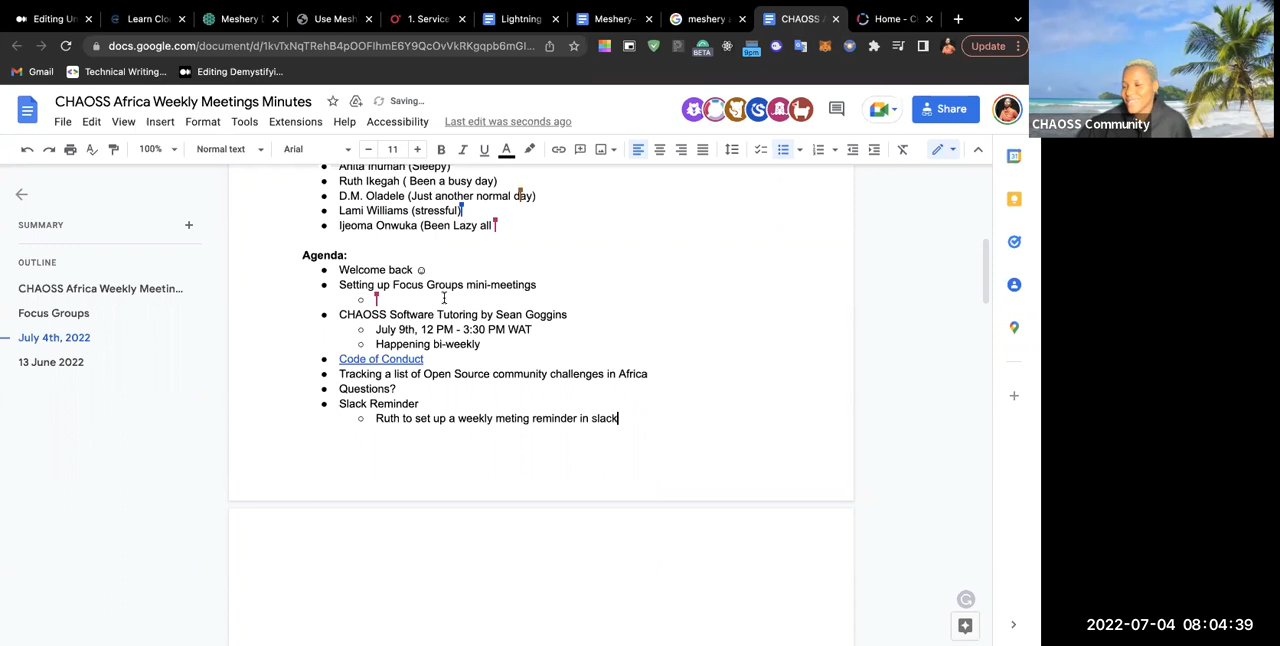 Editing Un
Learn Clo
Meshery D
Use Mesh
1. Service
Lightning
Meshery-
meshery a
CHAOSS A
Home - C
docs.google.com/document/d/1kvTxNqTRehB4pOOFIhmE6Y9QcOvVkRKgqpb6mGI...
BETA
9pm
Update
Gmail
Technical Writing...
Editing Demystifyi...
CHAOSS Community
CHAOSS Africa Weekly Meetings Minutes
Saving...
File Edit View Insert Format Tools Extensions Help Accessibility
Last edit was seconds ago
Share
100%
Normal text
Arial
11
SUMMARY
OUTLINE
CHAOSS Africa Weekly Meetin...
Focus Groups
July 4th, 2022
13 June 2022
(Sleepy)
Ruth Ikegah ( Been a busy day)
D.M. Oladele (Just another normal day)
Lami Williams (stressful)
Ijeoma Onwuka (Been Lazy all
Agenda:
Welcome back ☺
Setting up Focus Groups mini-meetings
CHAOSS Software Tutoring by Sean Goggins
July 9th, 12 PM - 3:30 PM WAT
Happening bi-weekly
Code of Conduct
Tracking a list of Open Source community challenges in Africa
Questions?
Slack Reminder
Ruth to set up a weekly meting reminder in slack
2022-07-04 08:04:39